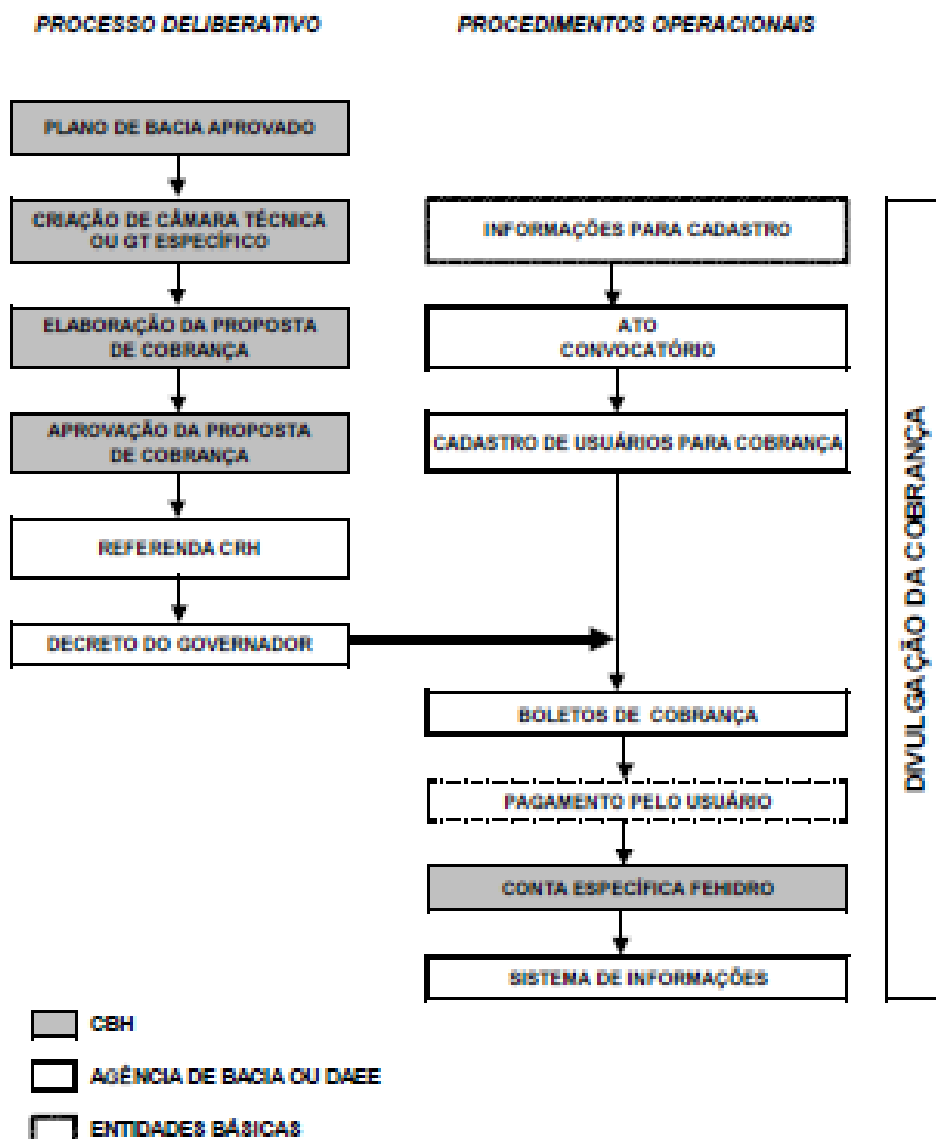 PROCESSO DELIBERATIVO
PROCEDIMENTOS OPERACIONAIS
PLANO DE BACIA APROVADO
CRIAÇÃO DE CÂMARA TÉCNICA
OU GT ESPECÍFICO
ELABORAÇÃO DA PROPOSTA
DE COBRANÇA
APROVAÇÃO DA PROPOSTA
DE COBRANÇA
REFERENDA CRH
DECRETO DO GOVERNADOR
INFORMAÇÕES PARA CADASTRO
ATO
CONVOCATÓRIO
CADASTRO DE USUÁRIOS PARA COBRANÇA
BOLETOS DE COBRANÇA
PAGAMENTO PELO USUÁRIO
CONTA ESPECÍFICA FEHIDRO
SISTEMA DE INFORMAÇÕES
DIVULGAÇÃO DA COBRANÇA
CBH
AGÊNCIA DE BACIA OU DAEE
ENTIDADES BÁSICAS